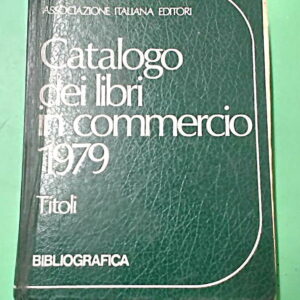 ASSOCIAZIONE ITALIANA EDITORI
Catalogo
dei libri
in commercio
1979
Titoli
BIBLIOGRAFICA